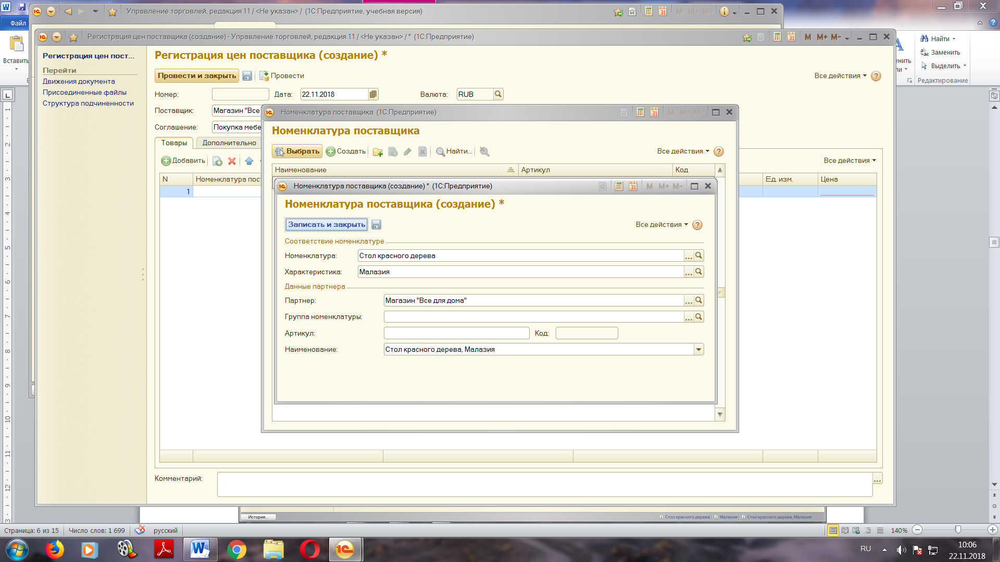 Управление торговлей, редакция 11 / <Не указан> / (1С:Предприятие, учебная версия)
M M+ M-
Файл
Регистрация цен поставщика (создание) - Управление торговлей, редакция 11 / <Не указан> / * (1С:Предприятие)
M M+ M-
Вставить
Найти
Заменить
Выделить
Редактирование
Регистрация цен пост...
Перейти
Движения документа
Присоединенные файлы
Структура подчиненности
Регистрация цен поставщика (создание) *
Провести и закрыть
Провести
Все действия
Номер:
Дата: 22.11.2018
Валюта: RUB
Поставщик: Магазин "Все
Соглашение: Покупка мебе
Товары
Дополнительно
Добавить
Все действия
N
Номенклатура пос
Ед. изм.
Цена
1
Номенклатура поставщика (1С:Предприятие)
M M+ M-
Номенклатура поставщика
Выбрать
Создать
Найти...
Все действия
Наименование
Артикул
Код
Номенклатура поставщика (создание) * (1С:Предприятие)
M M+ M-
Номенклатура поставщика (создание) *
Записать и закрыть
Все действия
Соответствие номенклатуре
Номенклатура: Стол красного дерева
Характеристика: Малазия
Данные партнера
Партнер: Магазин "Все для дома"
Группа номенклатуры:
Артикул:
Код:
Наименование: Стол красного дерева, Малазия
Комментарий:
История...
Стол красного дерева
Малазия
Стол красного дерева, Малазия
Страница: 6 из 15
Число слов: 1 699
русский
140%
RU
10:06
22.11.2018